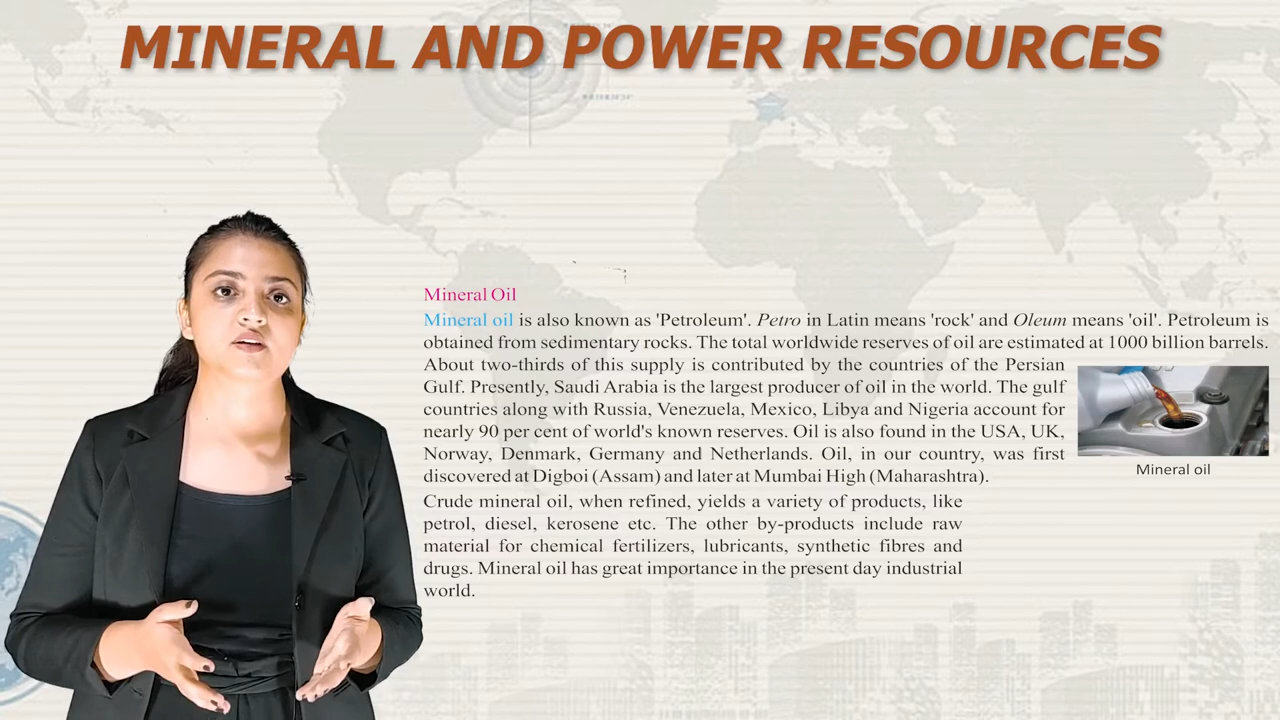 MINERAL AND POWER RESOURCES
Mineral Oil
Mineral oil is also known as 'Petroleum'. Petro in Latin means 'rock' and Oleum means 'oil'. Petroleum is
obtained from sedimentary rocks. The total worldwide reserves of oil are estimated at 1000 billion barrels.
About two-thirds of this supply is contributed by the countries of the Persian
Gulf. Presently, Saudi Arabia is the largest producer of oil in the world. The gulf
countries along with Russia, Venezuela, Mexico, Libya and Nigeria account for
nearly 90 per cent of world's known reserves. Oil is also found in the USA, UK,
Norway, Denmark, Germany and Netherlands. Oil, in our country, was first
discovered at Digboi (Assam) and later at Mumbai High (Maharashtra).
Mineral oil
Crude mineral oil, when refined, yields a variety of products, like
petrol, diesel, kerosene etc. The other by-products include raw
material for chemical fertilizers, lubricants, synthetic fibres and
drugs. Mineral oil has great importance in the present day industrial
world.